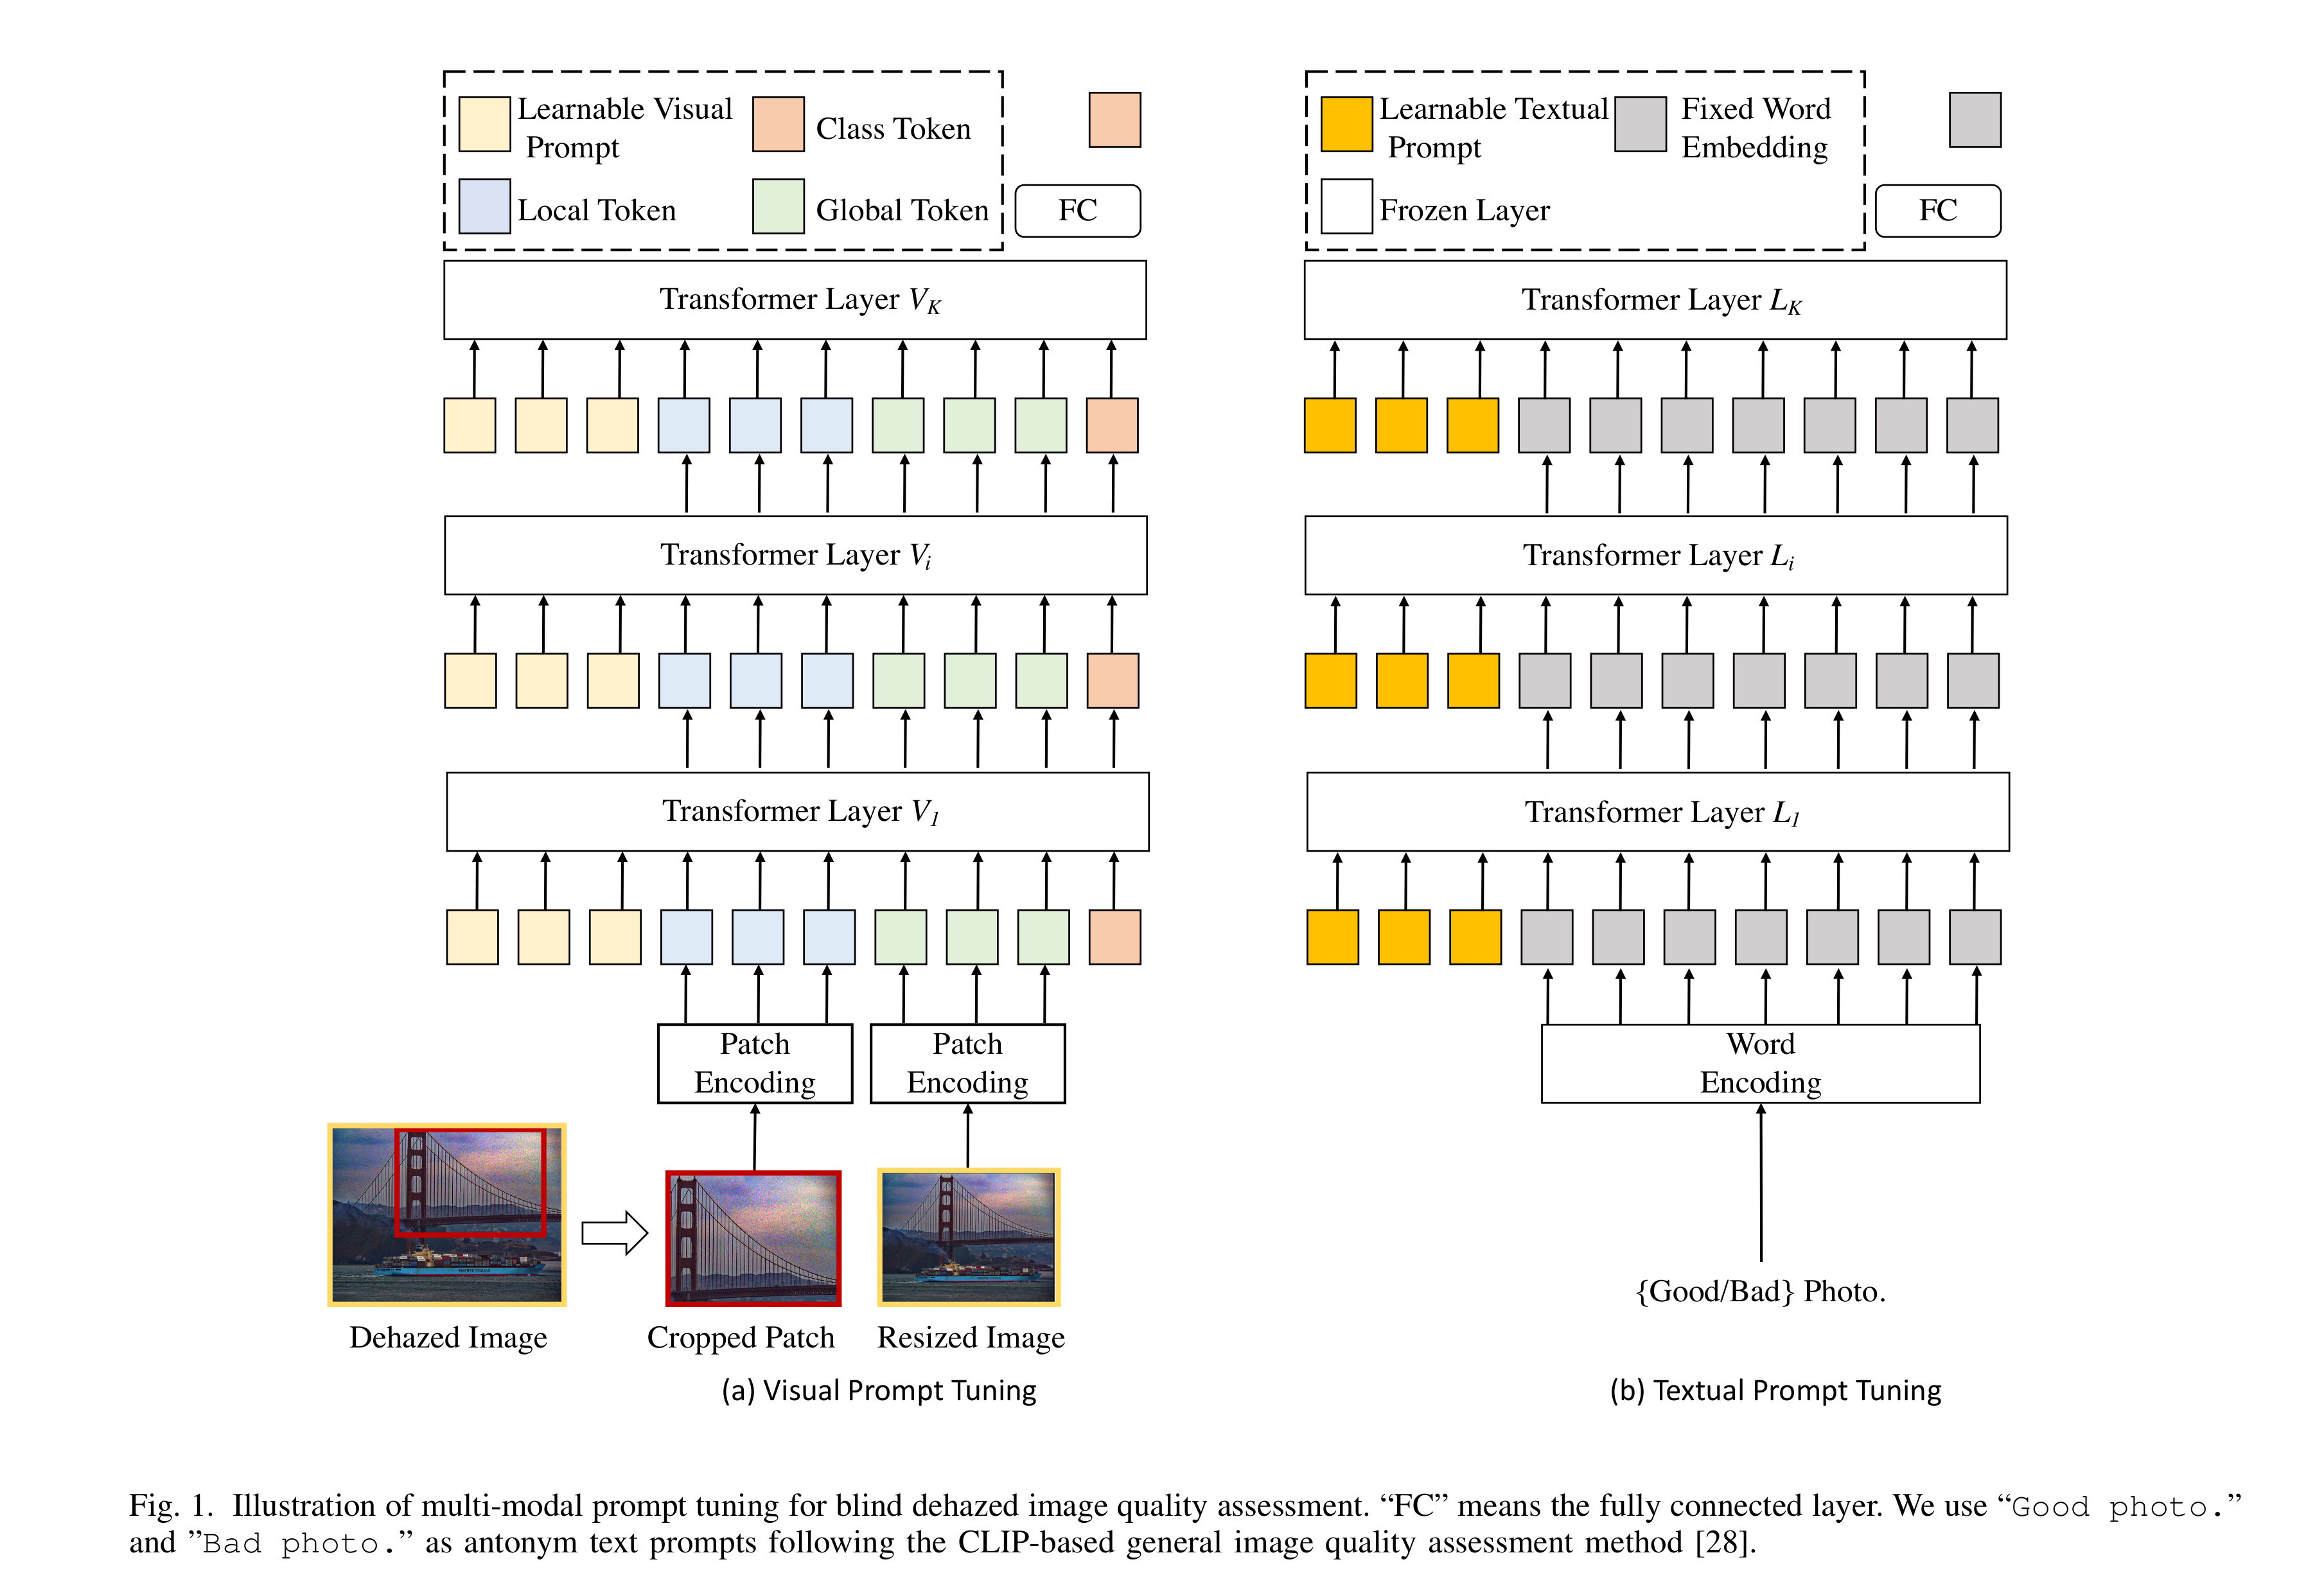 Learnable Visual
Prompt
Class Token
Local Token
Global Token
FC
Transformer Layer V_K
Transformer Layer V_i
Transformer Layer V_1
Patch
Encoding
Patch
Encoding
Dehazed Image
Cropped Patch
Resized Image
(a) Visual Prompt Tuning
Learnable Textual
Prompt
Fixed Word
Embedding
Frozen Layer
FC
Transformer Layer L_K
Transformer Layer L_i
Transformer Layer L_1
Word
Encoding
{Good/Bad} Photo.
(b) Textual Prompt Tuning
Fig. 1. Illustration of multi-modal prompt tuning for blind dehazed image quality assessment. “FC” means the fully connected layer. We use “Good photo.”
and ”Bad photo.” as antonym text prompts following the CLIP-based general image quality assessment method [28].